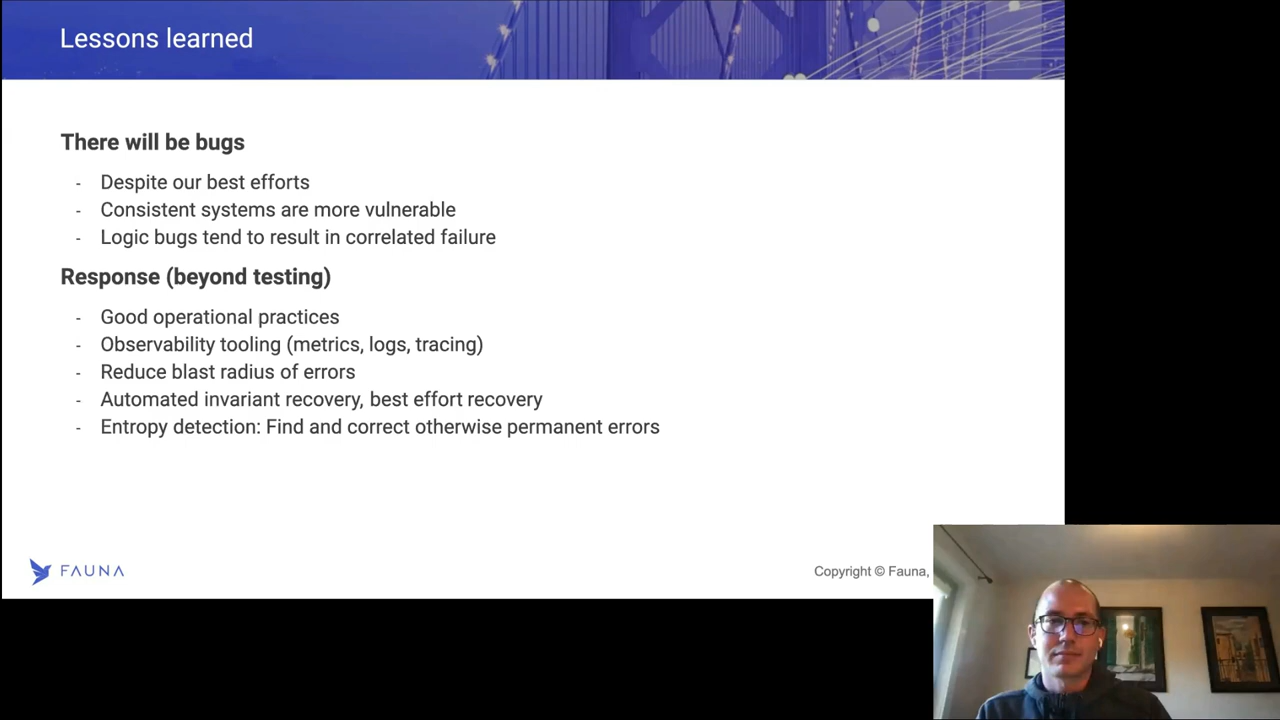 Lessons learned
There will be bugs
- Despite our best efforts
- Consistent systems are more vulnerable
- Logic bugs tend to result in correlated failure
Response (beyond testing)
- Good operational practices
- Observability tooling (metrics, logs, tracing)
- Reduce blast radius of errors
- Automated invariant recovery, best effort recovery
- Entropy detection: Find and correct otherwise permanent errors
FAUNA
Copyright © Fauna,